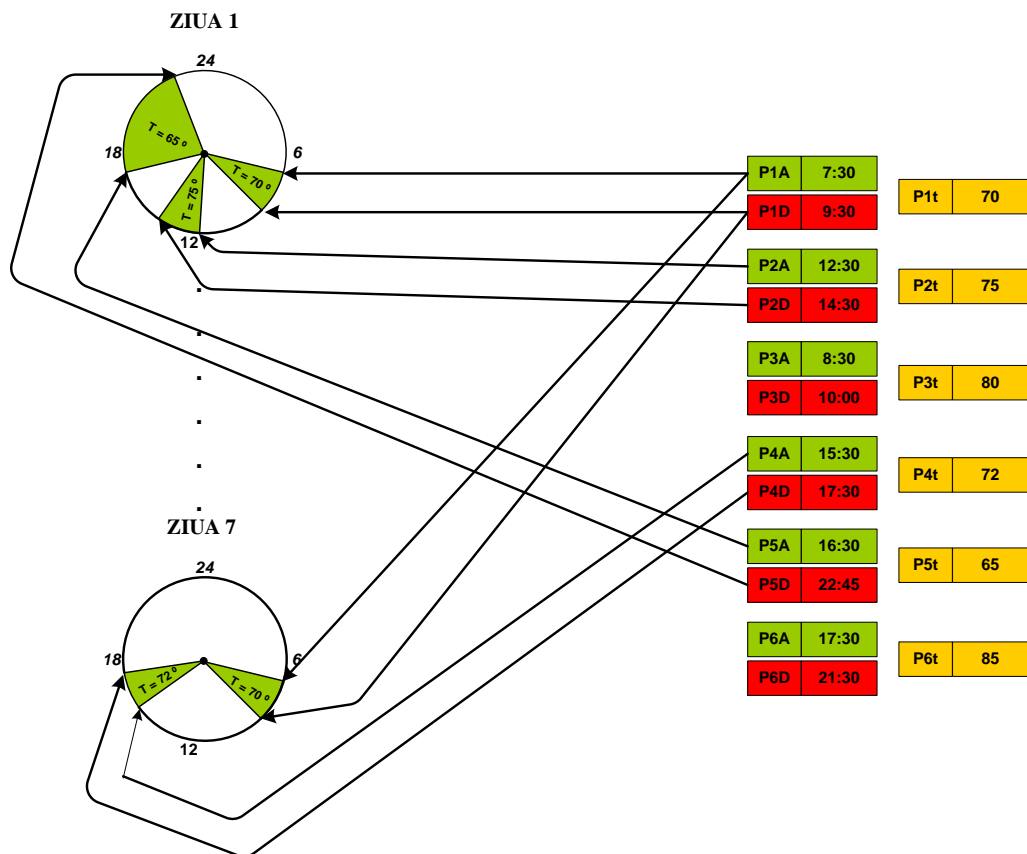 ZIUA 1
24
18
6
12
T = 65 º
T = 75 º
T = 70 º
ZIUA 7
24
18
6
12
T = 72 º
T = 70 º
P1A 7:30
P1D 9:30
P1t 70
P2A 12:30
P2D 14:30
P2t 75
P3A 8:30
P3D 10:00
P3t 80
P4A 15:30
P4D 17:30
P4t 72
P5A 16:30
P5D 22:45
P5t 65
P6A 17:30
P6D 21:30
P6t 85